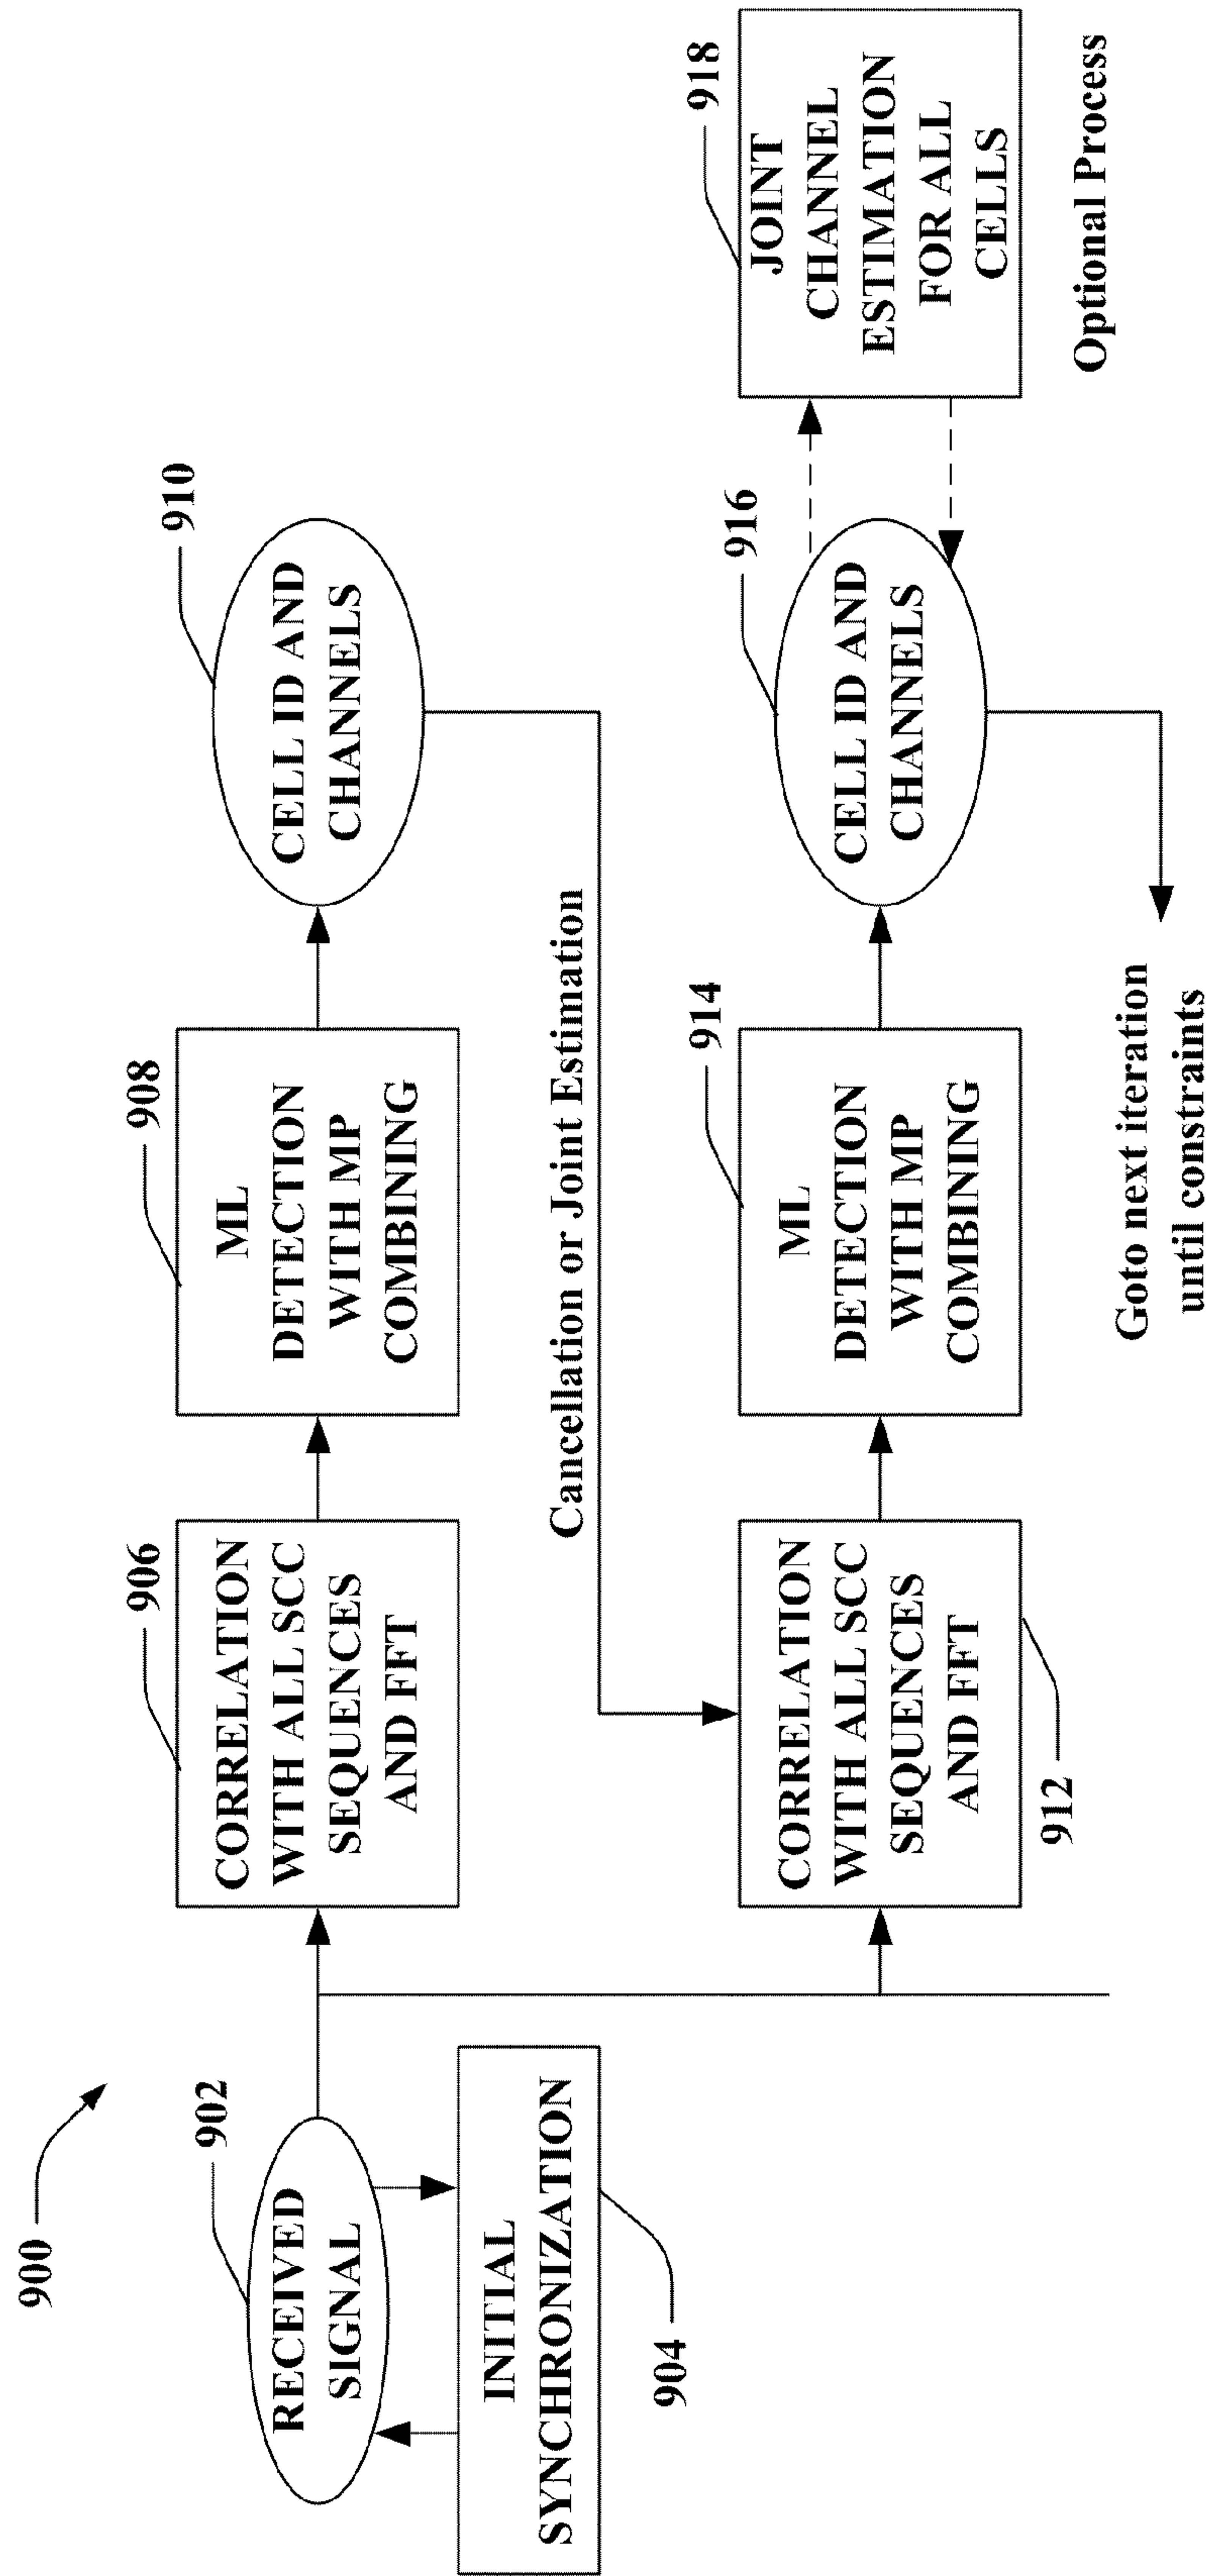 900
902
RECEIVED
SIGNAL
INITIAL
SYNCHRONIZATION
904
906
CORRELATION
WITH ALL SCC
SEQUENCES
AND FFT
908
ML
DETECTION
WITH MP
COMBINING
910
CELL ID AND
CHANNELS
Cancellation or Joint Estimation
CORRELATION
WITH ALL SCC
SEQUENCES
AND FFT
912
914
ML
DETECTION
WITH MP
COMBINING
916
CELL ID AND
CHANNELS
918
JOINT
CHANNEL
ESTIMATION
FOR ALL
CELLS
Optional Process
Goto next iteration
until constraints